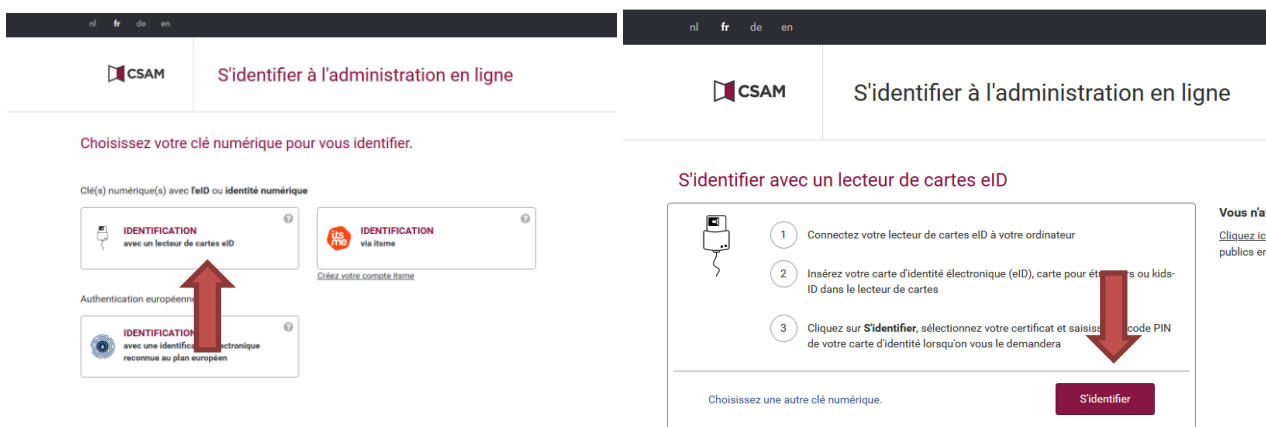 nl fr de en
CSAM
S'identifier à l'administration en ligne
Choisissez votre clé numérique pour vous identifier.
Clé(s) numérique(s) avec l'eID ou identité numérique
IDENTIFICATION
avec un lecteur de cartes eID
itsme
IDENTIFICATION
via itsme
Créez votre compte itsme
Authentication européenne
IDENTIFICATION
avec une
reconnue au plan européen
nl fr de en
CSAM
S'identifier à l'administration en ligne
S'identifier avec un lecteur de cartes eID
1 Connectez votre lecteur de cartes eID à votre ordinateur
2 Insérez votre carte d'identité électronique (eID), carte pour ou kids-
ID dans le lecteur de cartes
3 Cliquez sur S'identifier, sélectionnez votre certificat et code PIN
de votre carte d'identité lorsqu'on vous le demandera
Choisissez une autre clé numérique.
S'identifier
Vous
Cliquez
publics